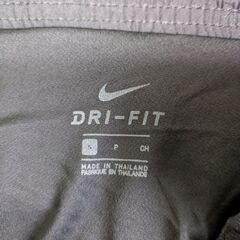 DRI-FIT
S P CH
MADE IN THAILAND
FABRIQUÉ EN THAÏLANDE